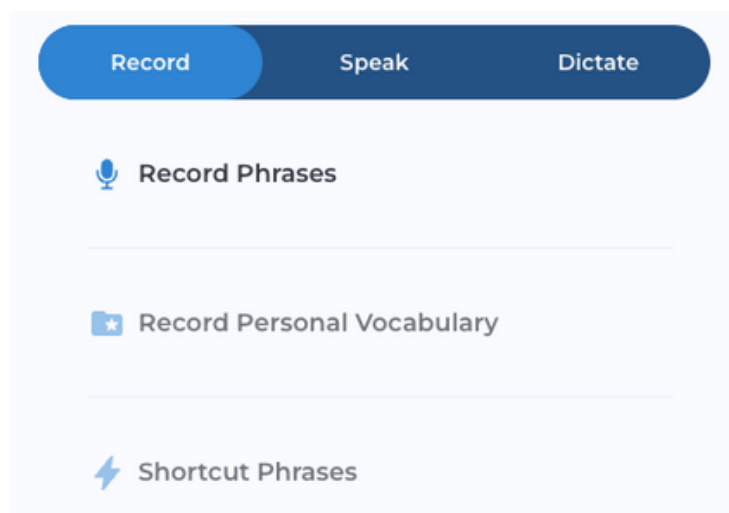 Record Speak Dictate
Record Phrases
Record Personal Vocabulary
Shortcut Phrases